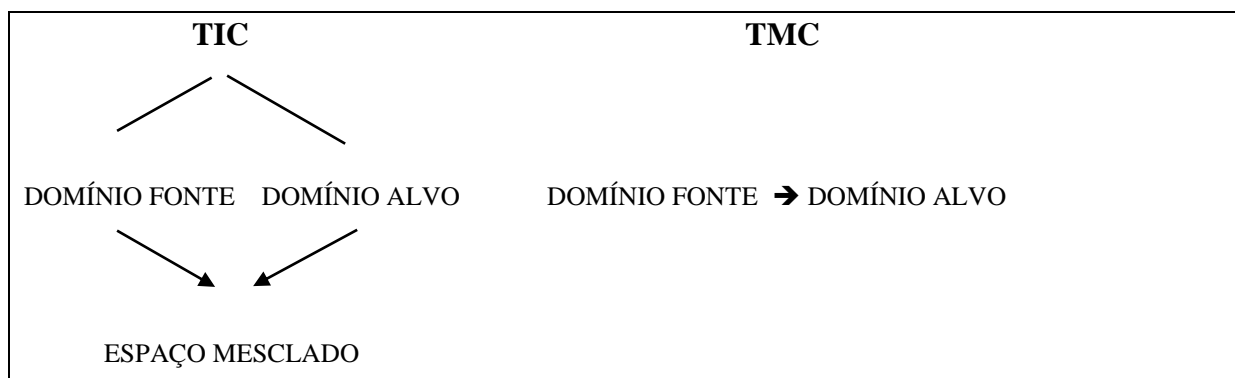 TIC TMC
DOMÍNIO FONTE DOMÍNIO ALVO DOMÍNIO FONTE ➔ DOMÍNIO ALVO
ESPAÇO MESCLADO